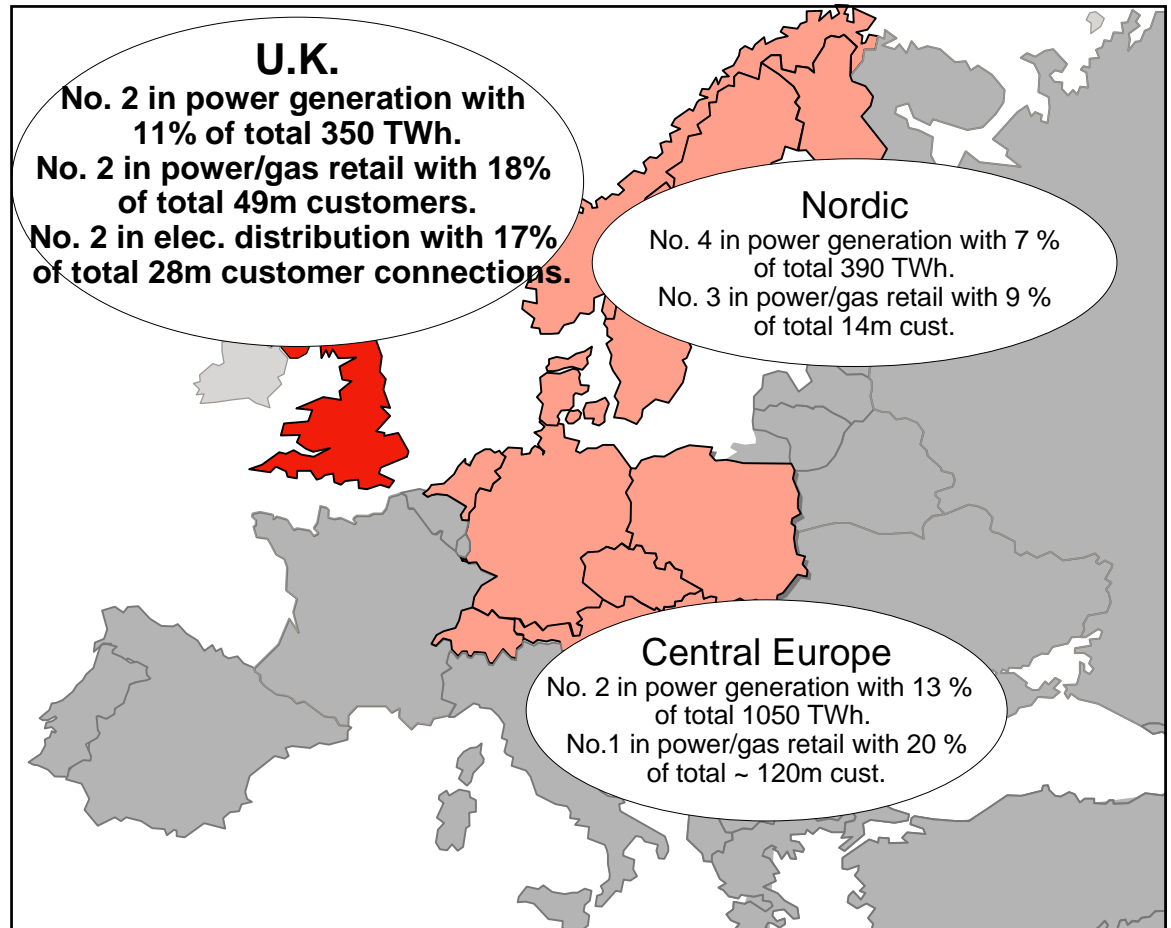 U.K.
No. 2 in power generation with
11% of total 350 TWh.
No. 2 in power/gas retail with 18%
of total 49m customers.
No. 2 in elec. distribution with 17%
of total 28m customer connections.
Nordic
No. 4 in power generation with 7 %
of total 390 TWh.
No. 3 in power/gas retail with 9 %
of total 14m cust.
Central Europe
No. 2 in power generation with 13 %
of total 1050 TWh.
No.1 in power/gas retail with 20 %
of total ~ 120m cust.